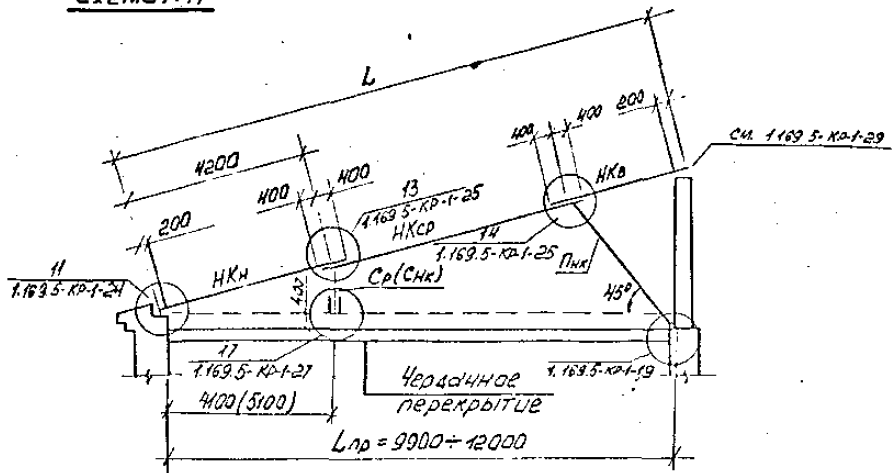 L
4200
400
400
200
400
400
200
см. 1.169.5-КР-1-29
13
1.169.5-КР-1-25
НКв
НКср
14
1.169.5-КР-1-25
Пнк
НКн
11
1.169.5-КР-1-24
Ср(Снк)
45°
17
1.169.5-КР-1-27
1.169.5-КР-1-19
4100(5100)
Чердачное
перекрытие
Lпр = 9900÷12000